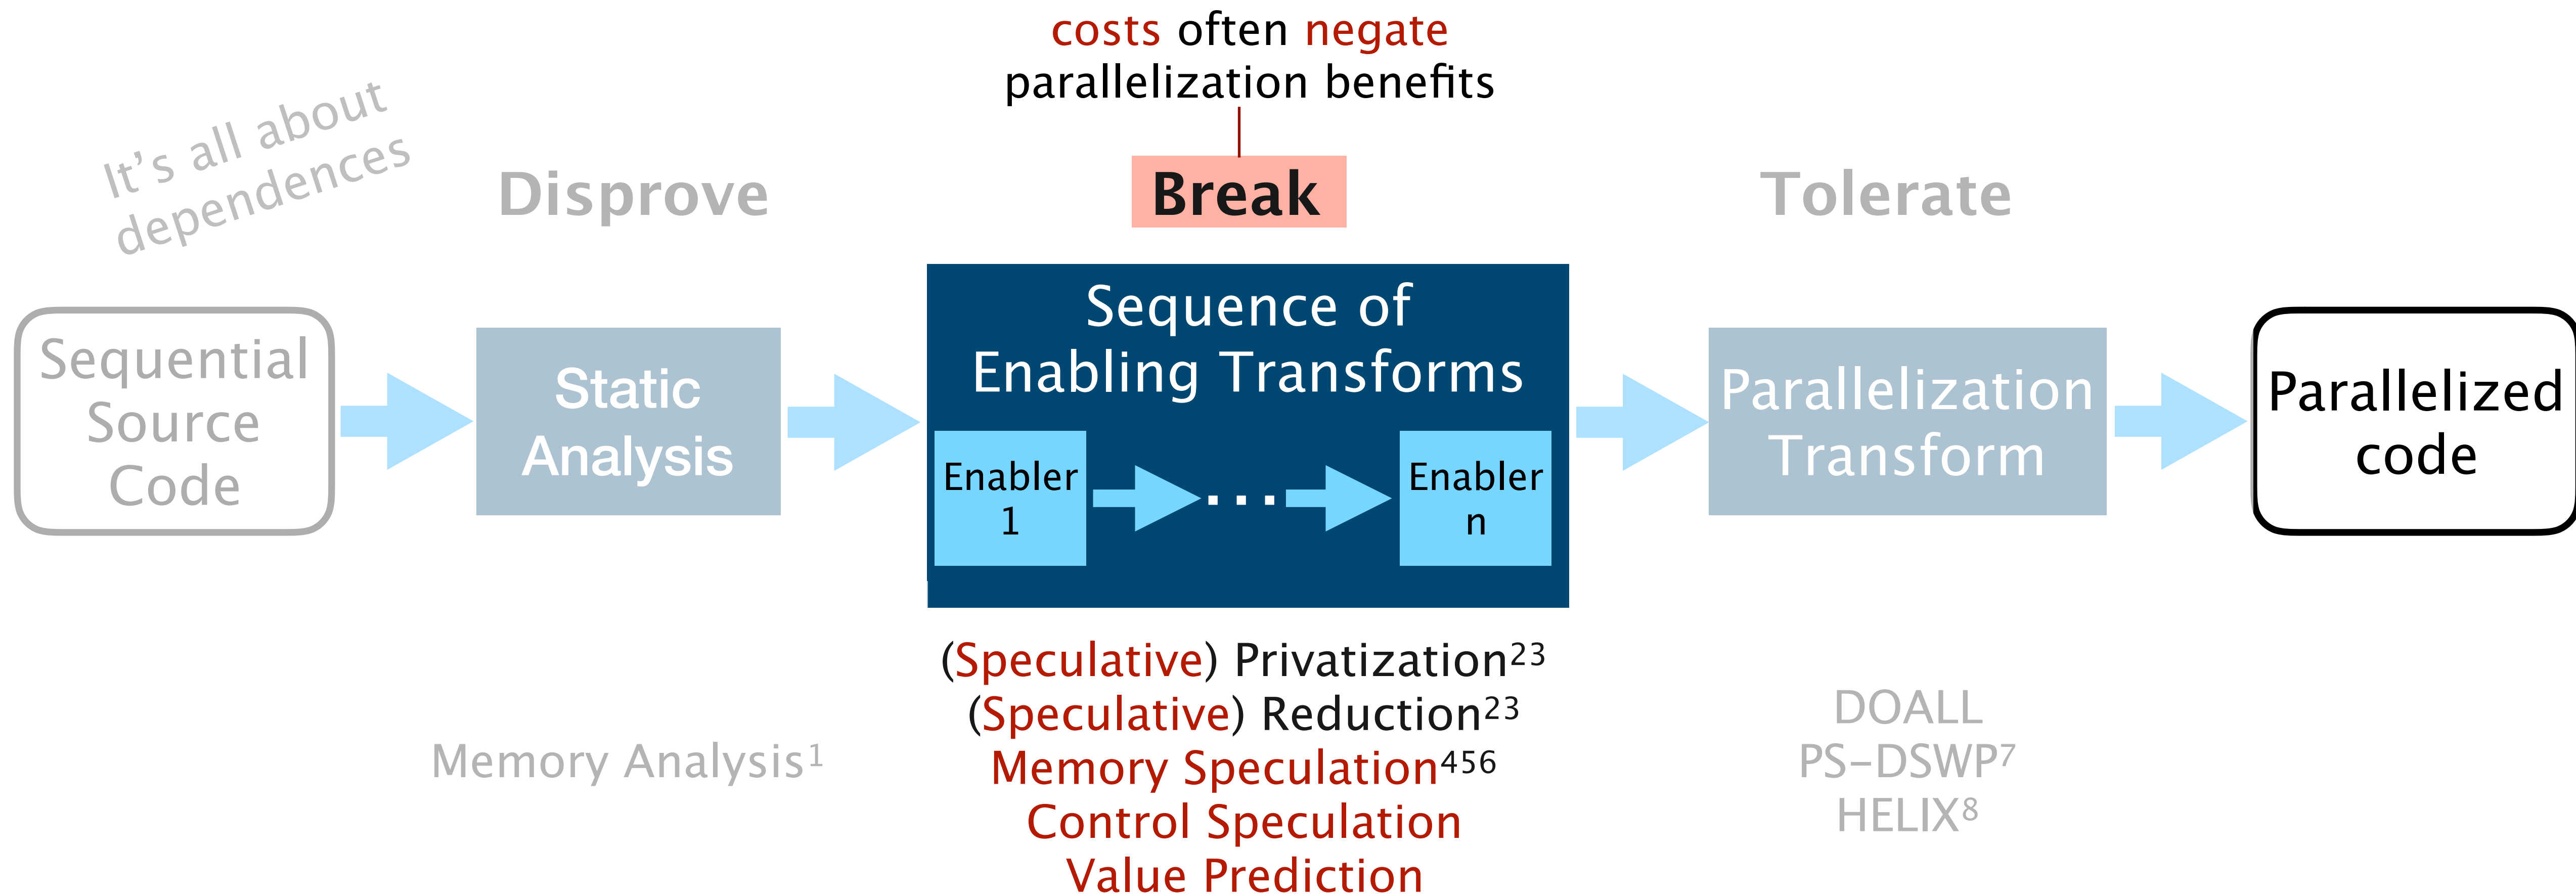 costs often negate
parallelization benefits
It’s all about
dependences
Disprove
Break
Tolerate
Sequential
Source
Code
Static
Analysis
Sequence of
Enabling Transforms
Enabler
1
...
Enabler
n
Parallelization
Transform
Parallelized
code
Memory Analysis¹
(Speculative) Privatization²³
(Speculative) Reduction²³
Memory Speculation⁴⁵⁶
Control Speculation
Value Prediction
DOALL
PS-DSWP⁷
HELIX⁸